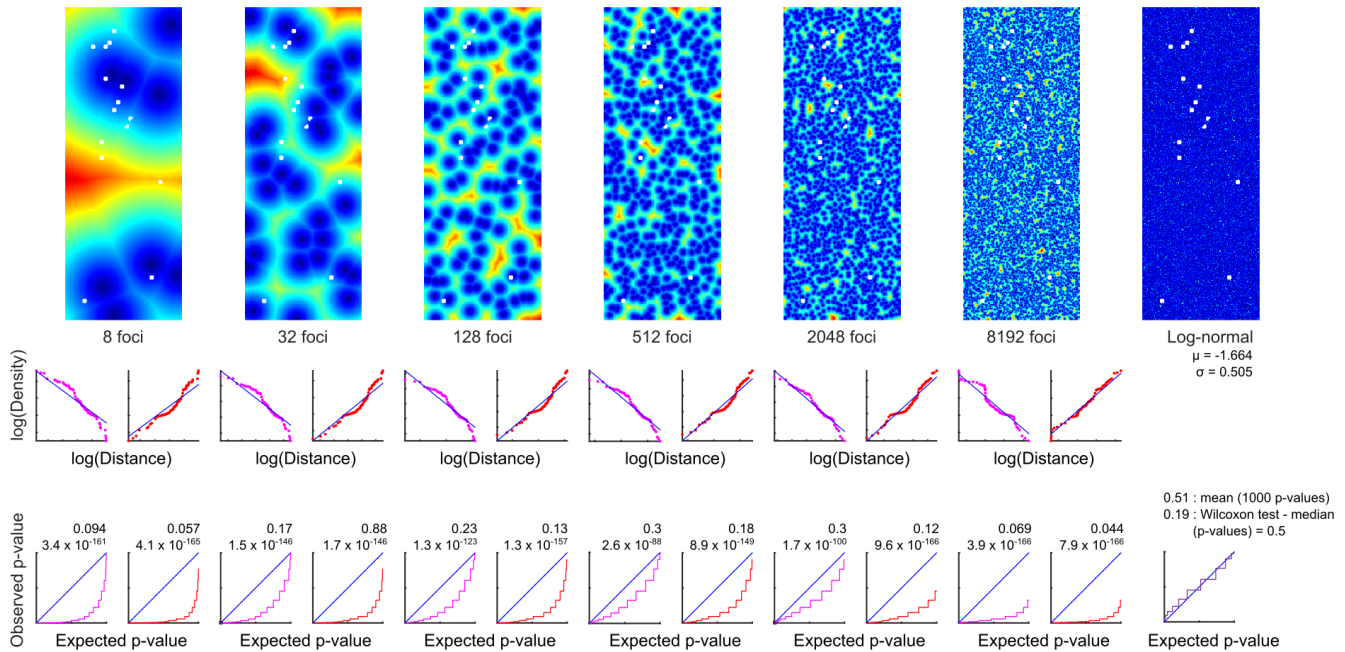 8 foci
32 foci
128 foci
512 foci
2048 foci
8192 foci
Log-normal
μ = -1.664
σ = 0.505
log(Density)
log(Distance)
log(Distance)
log(Distance)
log(Distance)
log(Distance)
log(Distance)
0.51 : mean (1000 p-values)
0.19 : Wilcoxon test - median
(p-values) = 0.5
0.094
3.4 x 10⁻¹⁶¹
0.057
4.1 x 10⁻¹⁶⁵
0.17
1.5 x 10⁻¹⁴⁶
0.88
1.7 x 10⁻¹⁴⁶
0.23
1.3 x 10⁻¹²³
0.13
1.3 x 10⁻¹⁵⁷
0.3
2.6 x 10⁻⁸⁸
0.18
8.9 x 10⁻¹⁴⁹
0.3
1.7 x 10⁻¹⁰⁰
0.12
9.6 x 10⁻¹⁶⁶
0.069
3.9 x 10⁻¹⁶⁶
0.044
7.9 x 10⁻¹⁶⁶
Observed p-value
Expected p-value
Expected p-value
Expected p-value
Expected p-value
Expected p-value
Expected p-value
Expected p-value